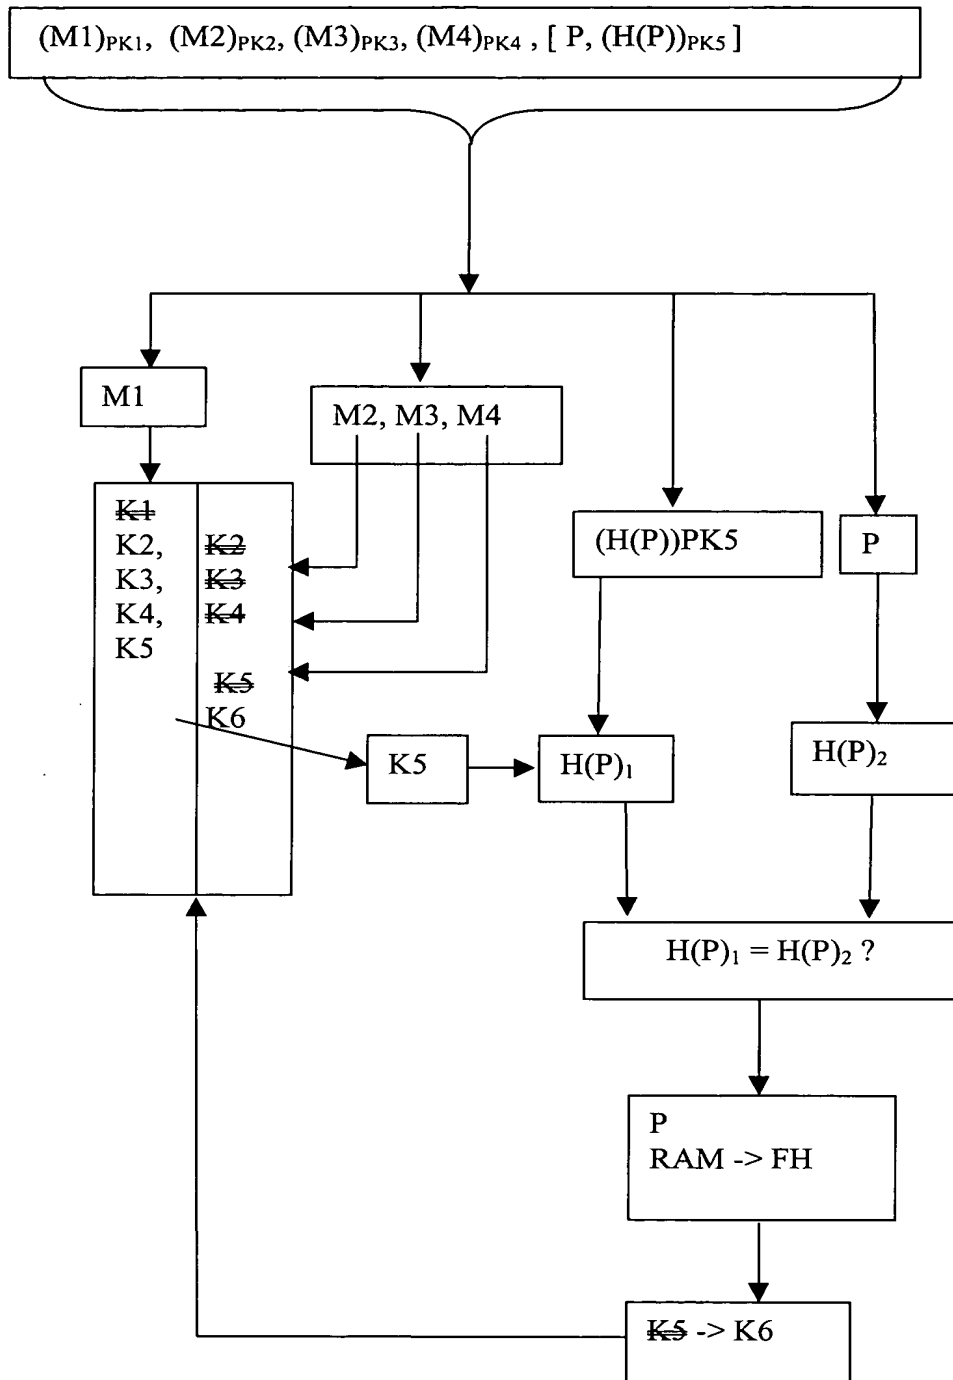 (M1)PK1, (M2)PK2, (M3)PK3, (M4)PK4 , [ P, (H(P))PK5 ]
M1
M2, M3, M4
K1
K2,
K3,
K4,
K5
K2
K3
K4
K5
K6
(H(P))PK5
P
K5
H(P)1
H(P)2
H(P)1 = H(P)2 ?
P
RAM -> FH
K5 -> K6